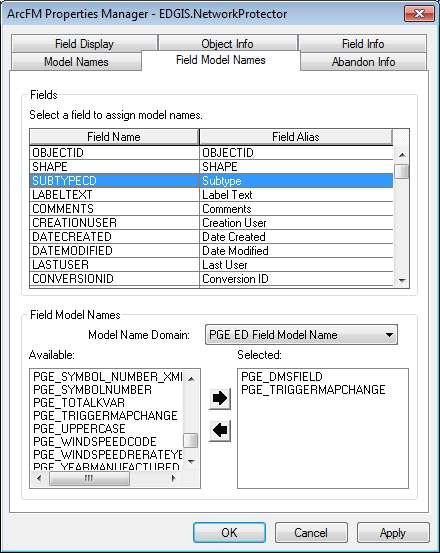 ArcFM Properties Manager - EDGIS.NetworkProtector
Field Display Object Info Field Info
Model Names Field Model Names Abandon Info
Fields
Select a field to assign model names.
Field Name Field Alias
OBJECTID OBJECTID
SHAPE SHAPE
SUBTYPECD Subtype
LABELTEXT Label Text
COMMENTS Comments
CREATIONUSER Creation User
DATECREATED Date Created
DATEMODIFIED Date Modified
LASTUSER Last User
CONVERSIONID Conversion ID
Field Model Names
Model Name Domain: PGE ED Field Model Name
Available: Selected:
PGE_SYMBOL_NUMBER_XML PGE_DMSFIELD
PGE_SYMBOLNUMBER PGE_TRIGGERMAPCHANGE
PGE_TOTALKVAR
PGE_TRIGGERMAPCHANGE
PGE_UPPERCASE
PGE_WINDSPEEDCODE
PGE_WINDSPEEDRERATEYE
PGE_YEARMANUFACTURED
OK Cancel Apply